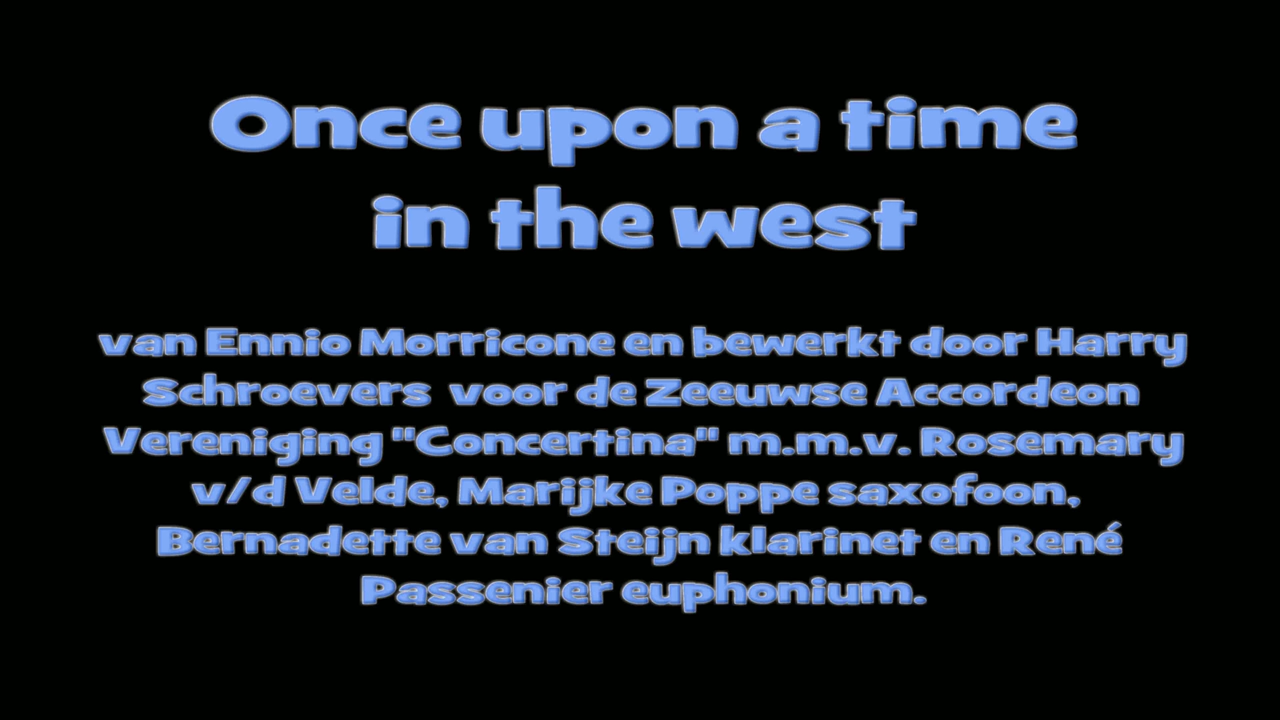 Once upon a time
in the west
van Ennio Morricone en bewerkt door Harry
Schroevers voor de Zeeuwse Accordeon
Vereniging "Concertina" m.m.v. Rosemary
v/d Velde, Marijke Poppe saxofoon,
Bernadette van Steijn klarinet en René
Passenier euphonium.